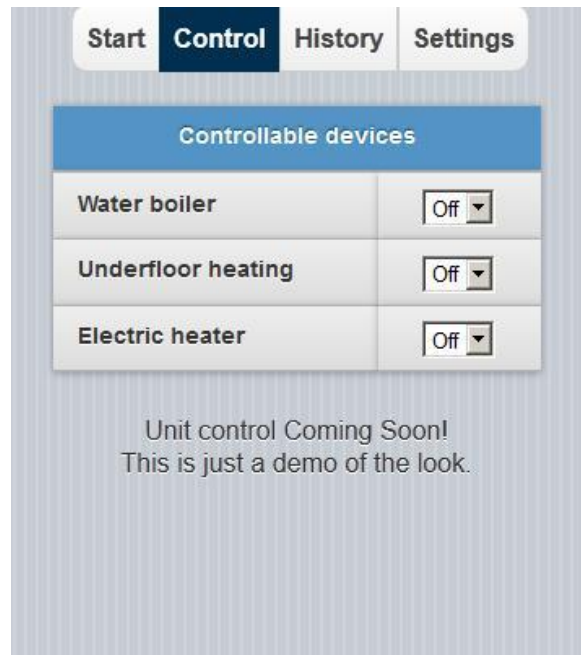 Start Control History Settings
Controllable devices
Water boiler Off
Underfloor heating Off
Electric heater Off
Unit control Coming Soon!
This is just a demo of the look.